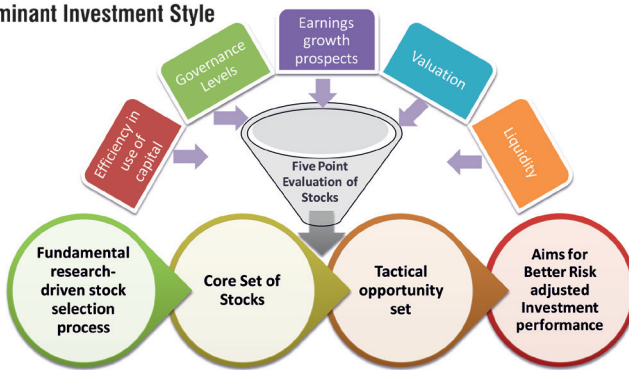 minant Investment Style
Earnings
growth
prospects
Governance
Levels
Valuation
Efficiency in
use of
capital
Liquidity
Five Point
Evaluation of
Stocks
Fundamental
research-
driven stock
selection
process
Core Set of
Stocks
Tactical
opportunity
set
Aims for
Better Risk
adjusted
Investment
performance